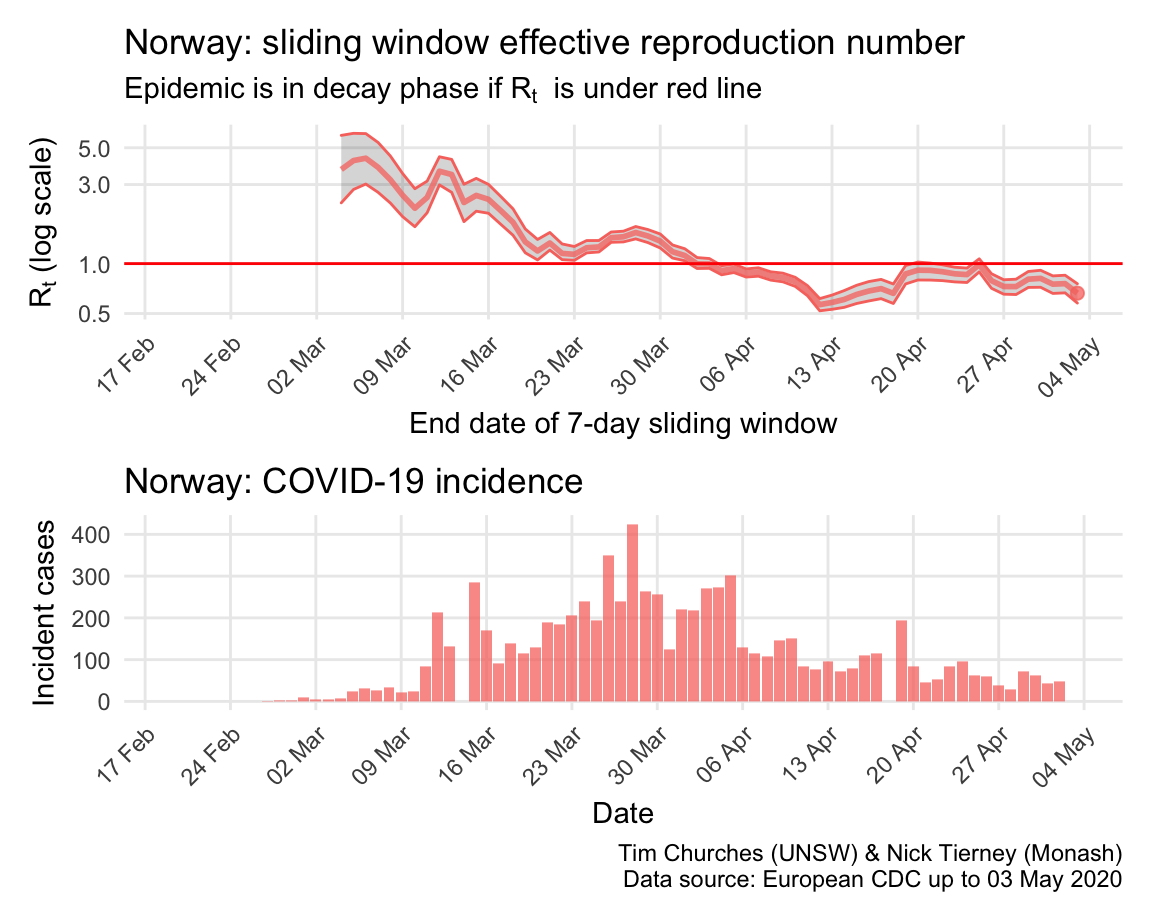 Norway: sliding window effective reproduction number
Epidemic is in decay phase if Rt is under red line
Rt (log scale)
5.0
3.0
1.0
0.5
17 Feb
24 Feb
02 Mar
09 Mar
16 Mar
23 Mar
30 Mar
06 Apr
13 Apr
20 Apr
27 Apr
04 May
End date of 7-day sliding window
Norway: COVID-19 incidence
Incident cases
400
300
200
100
0
17 Feb
24 Feb
02 Mar
09 Mar
16 Mar
23 Mar
30 Mar
06 Apr
13 Apr
20 Apr
27 Apr
04 May
Date
Tim Churches (UNSW) & Nick Tierney (Monash)
Data source: European CDC up to 03 May 2020